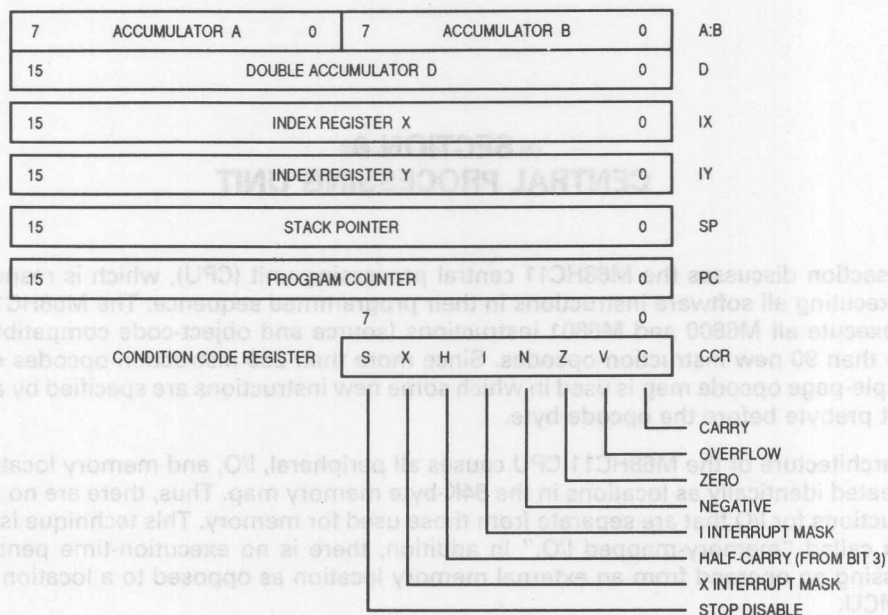 7 ACCUMULATOR A 0 7 ACCUMULATOR B 0 A:B
15 DOUBLE ACCUMULATOR D 0 D
15 INDEX REGISTER X 0 IX
15 INDEX REGISTER Y 0 IY
15 STACK POINTER 0 SP
15 PROGRAM COUNTER 0 PC
7 0
CONDITION CODE REGISTER S X H I N Z V C CCR
CARRY
OVERFLOW
ZERO
NEGATIVE
I INTERRUPT MASK
HALF-CARRY (FROM BIT 3)
X INTERRUPT MASK
STOP DISABLE